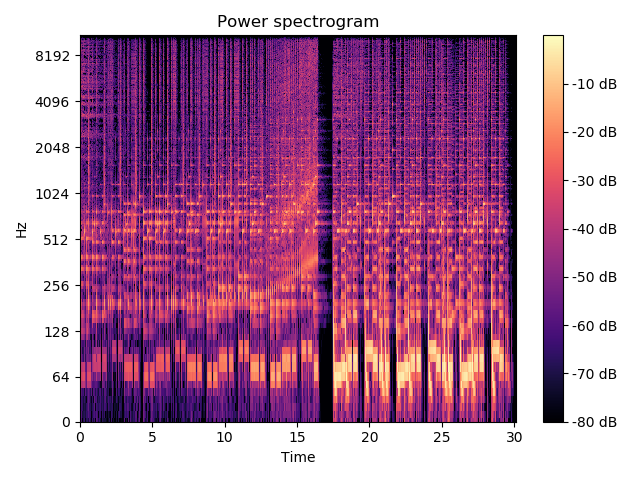 Power spectrogram
Hz
8192
4096
2048
1024
512
256
128
64
0
0 5 10 15 20 25 30
Time
-10 dB
-20 dB
-30 dB
-40 dB
-50 dB
-60 dB
-70 dB
-80 dB